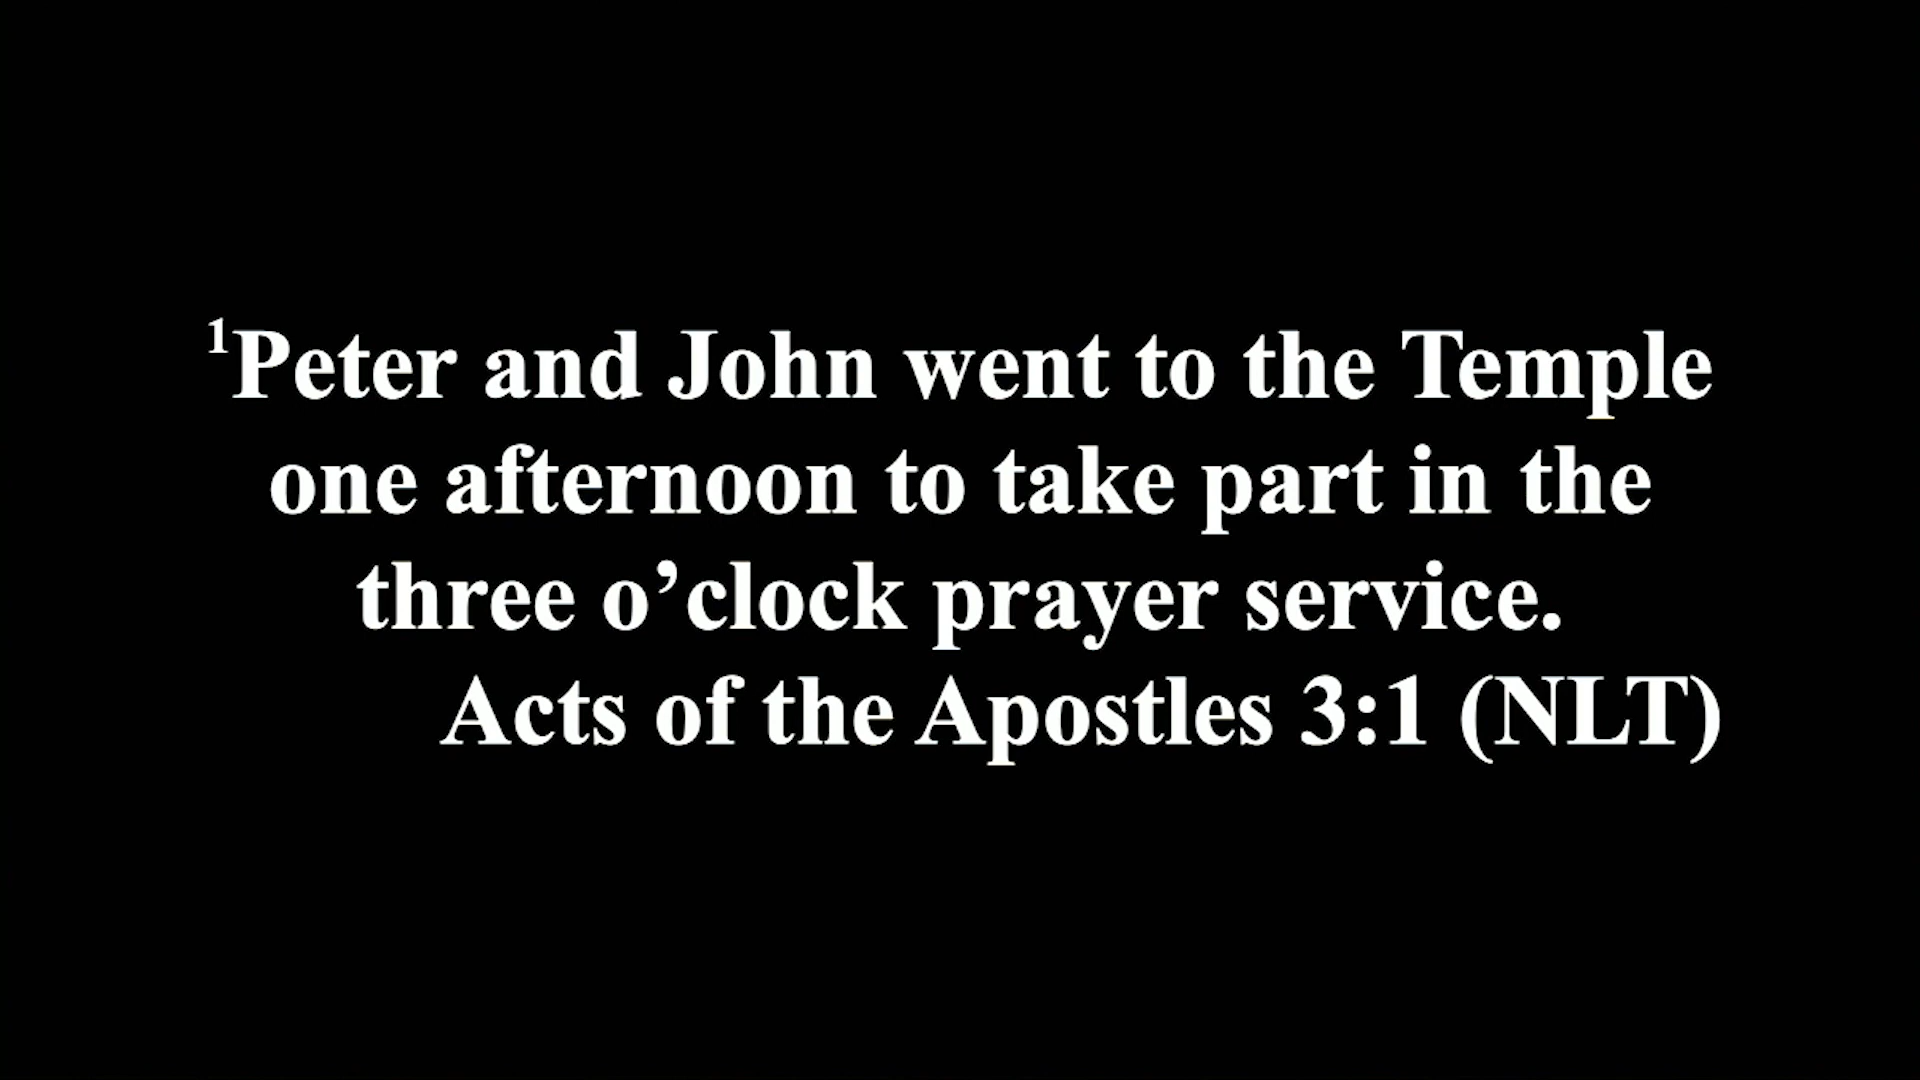 ¹Peter and John went to the Temple
one afternoon to take part in the
three o’clock prayer service.
Acts of the Apostles 3:1 (NLT)